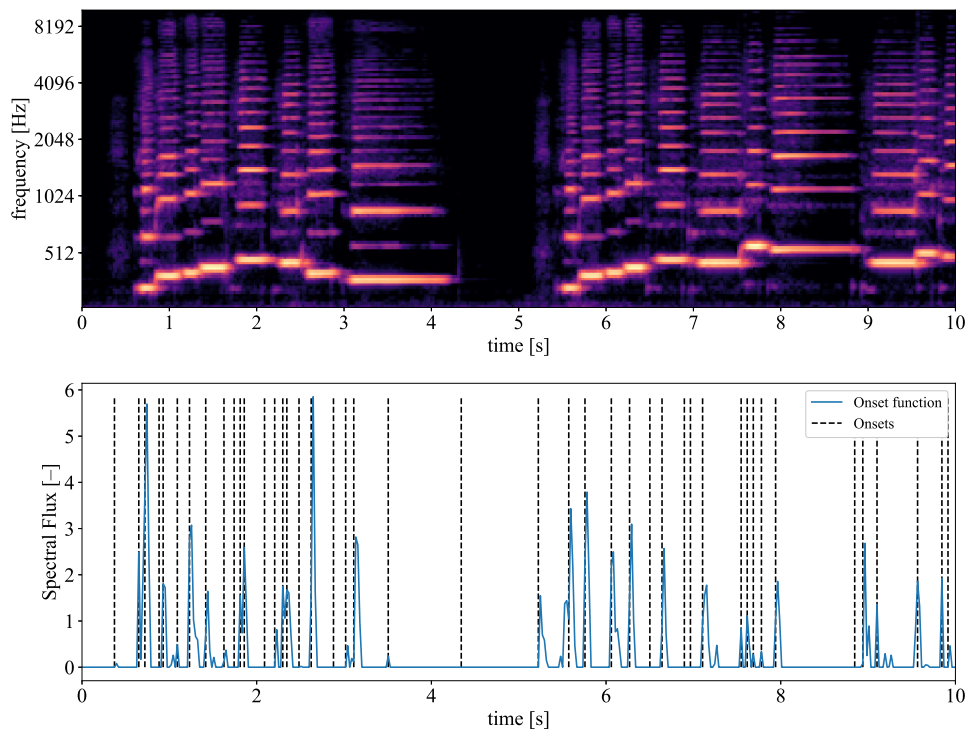 8192
4096
2048
1024
512
frequency [Hz]
0 1 2 3 4 5 6 7 8 9 10
time [s]
6
5
4
3
2
1
0
Spectral Flux [−]
Onset function
Onsets
0 2 4 6 8 10
time [s]